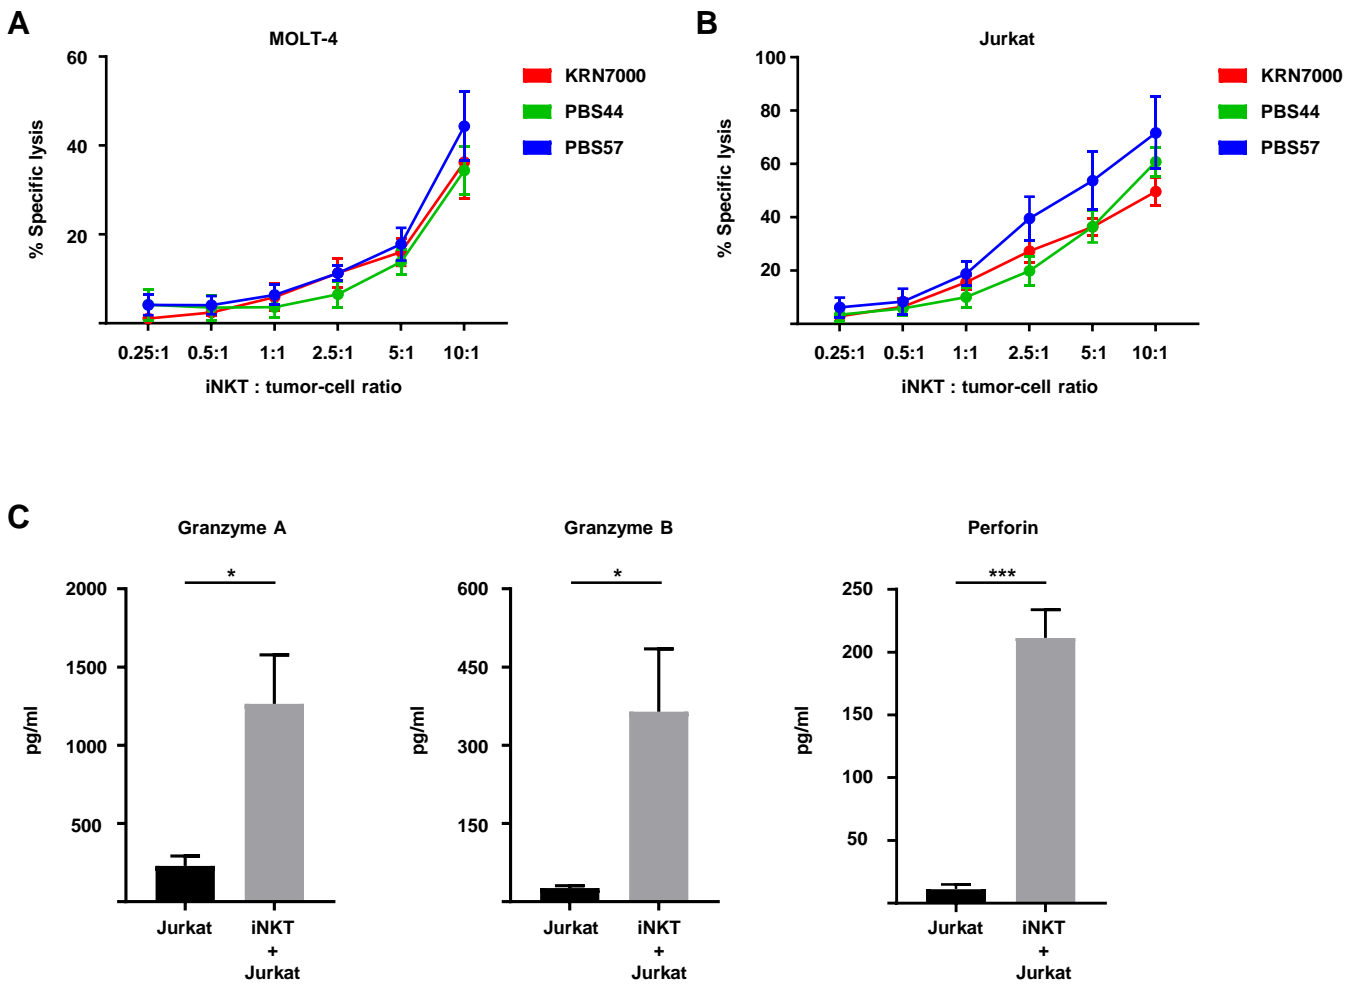 A
MOLT-4
60
40
20
% Specific lysis
0.25:1 0.5:1 1:1 2.5:1 5:1 10:1
iNKT : tumor-cell ratio
KRN7000
PBS44
PBS57
B
Jurkat
100
80
60
40
20
% Specific lysis
0.25:1 0.5:1 1:1 2.5:1 5:1 10:1
iNKT : tumor-cell ratio
KRN7000
PBS44
PBS57
C
Granzyme A
*
2000
1500
1000
500
pg/ml
Jurkat iNKT
+
Jurkat
Granzyme B
*
600
450
300
150
pg/ml
Jurkat iNKT
+
Jurkat
Perforin
***
250
200
150
100
50
pg/ml
Jurkat iNKT
+
Jurkat